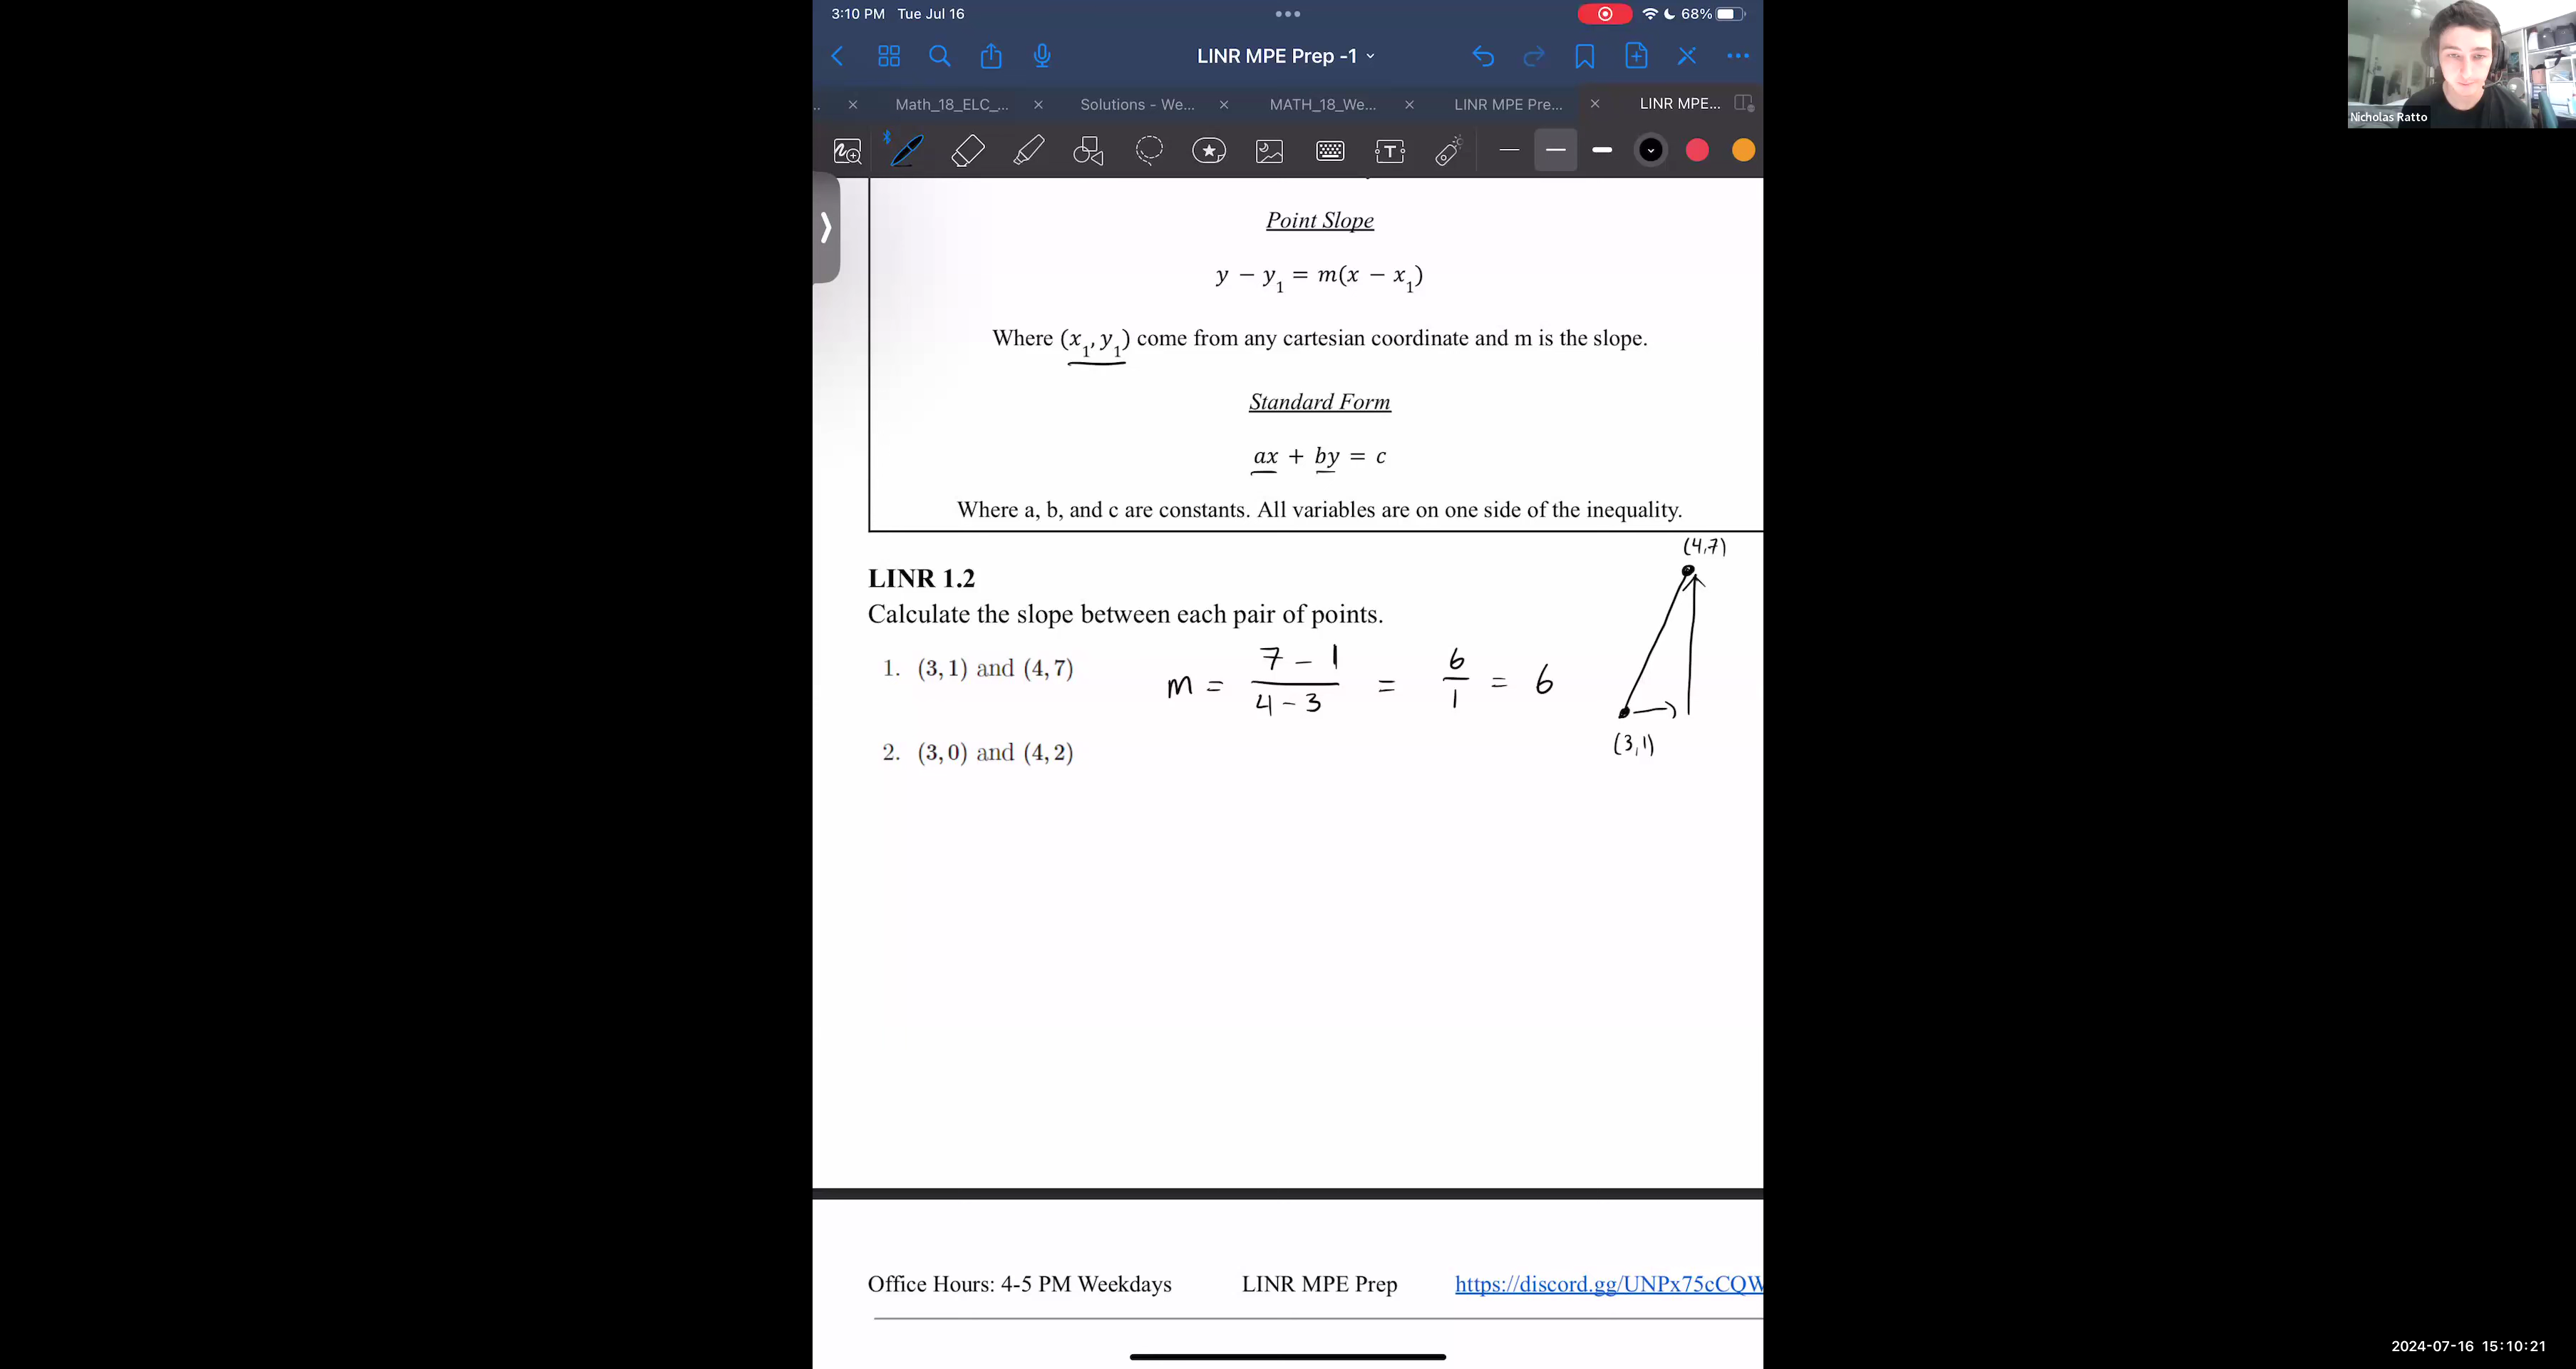 3:10 PM Tue Jul 16
68%
LINR MPE Prep -1
Nicholas Ratto
.. Math_18_ELC_... Solutions - We... MATH_18_We... LINR MPE Pre... LINR MPE...
Point Slope
y − y₁ = m(x − x₁)
Where (x₁, y₁) come from any cartesian coordinate and m is the slope.
Standard Form
ax + by = c
Where a, b, and c are constants. All variables are on one side of the inequality.
(4,7)
LINR 1.2
Calculate the slope between each pair of points.
1. (3, 1) and (4, 7)
m = 7 − 1 / 4 − 3 = 6 / 1 = 6
(3,1)
2. (3, 0) and (4, 2)
Office Hours: 4-5 PM Weekdays LINR MPE Prep https://discord.gg/UNPx75cCQW
2024-07-16 15:10:21